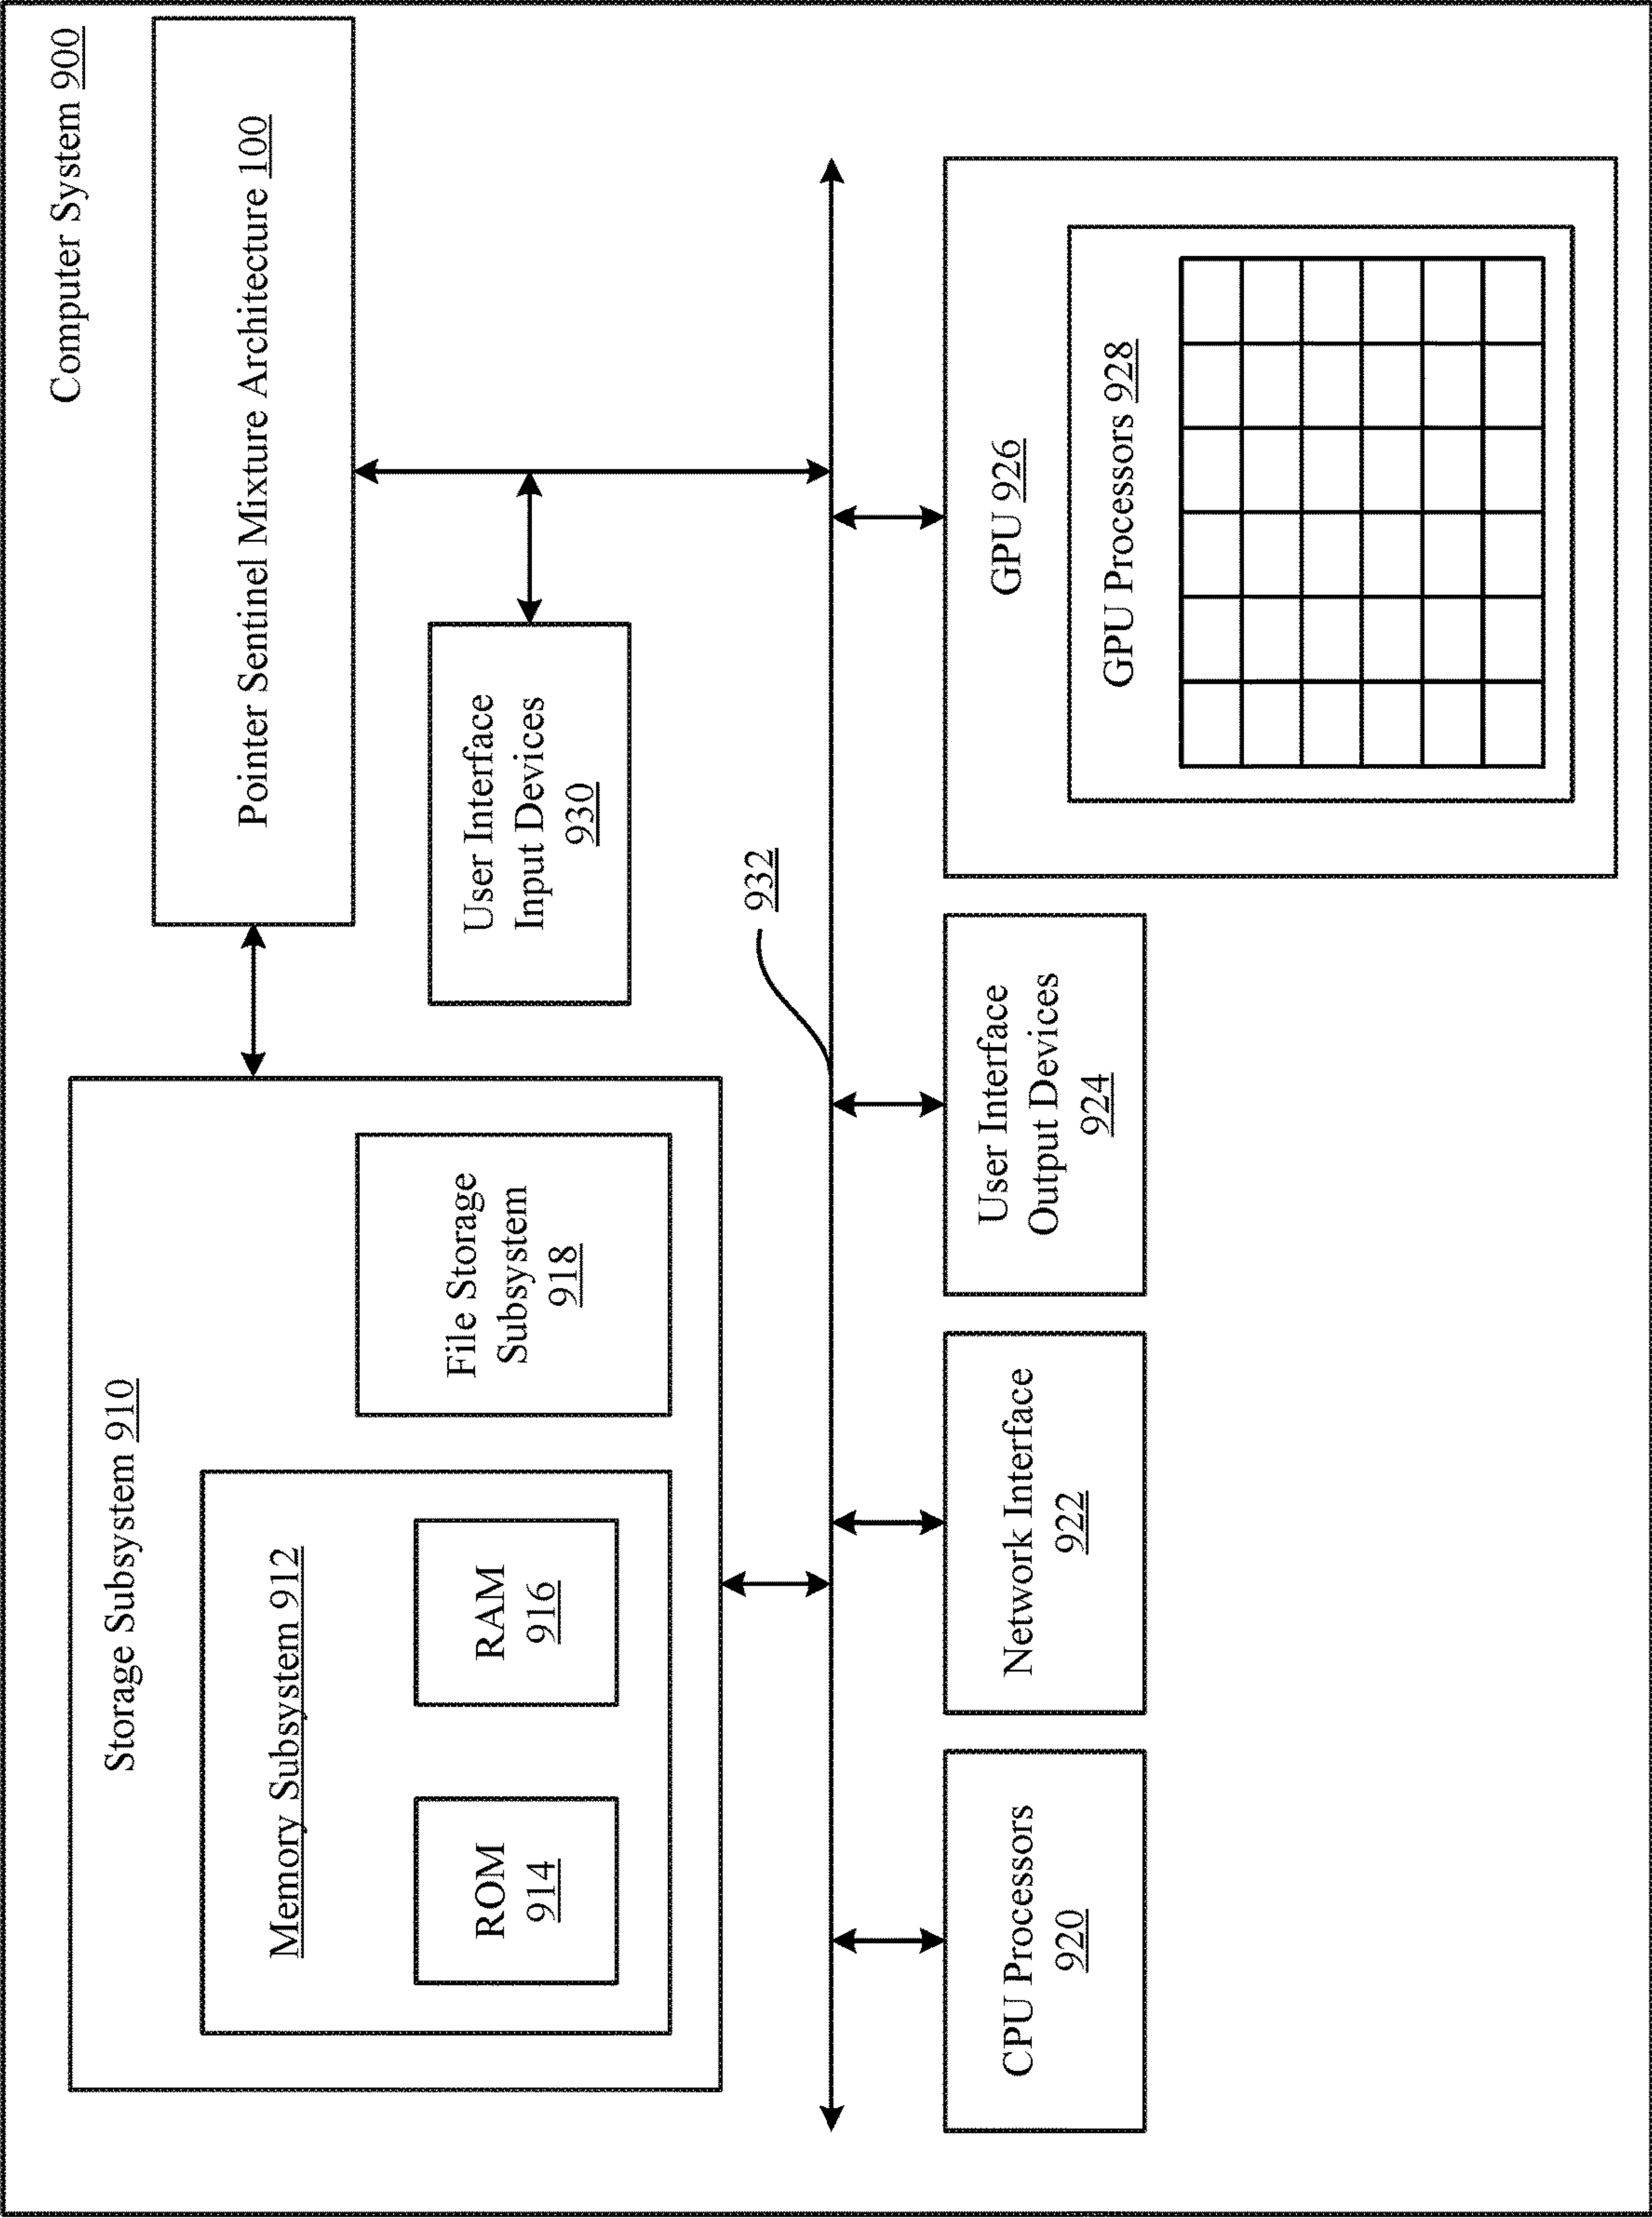 Computer System 900
Storage Subsystem 910
Memory Subsystem 912
ROM
914
RAM
916
File Storage
Subsystem
918
Pointer Sentinel Mixture Architecture 100
User Interface
Input Devices
930
932
CPU Processors
920
Network Interface
922
User Interface
Output Devices
924
GPU 926
GPU Processors 928